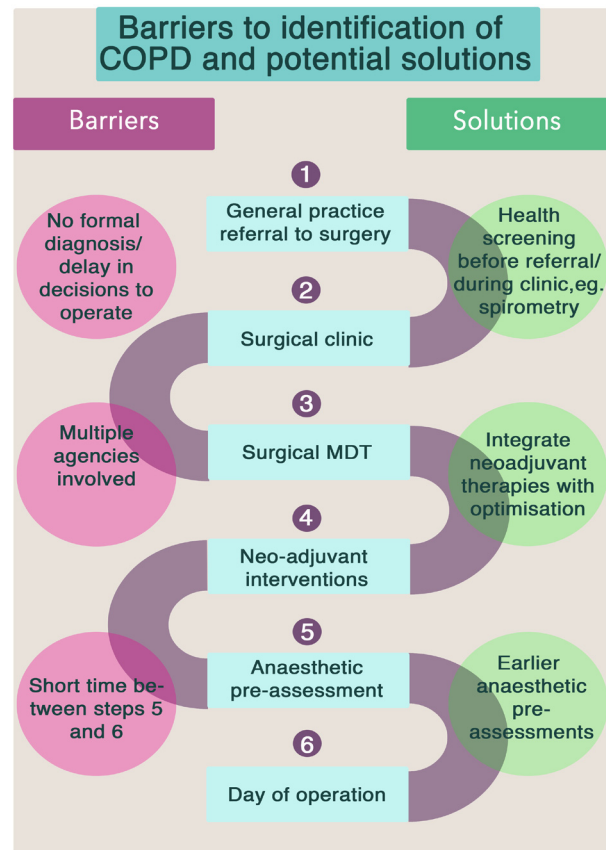 Barriers to identification of
COPD and potential solutions
Barriers
Solutions
1
General practice
referral to surgery
No formal
diagnosis/
delay in
decisions to
operate
Health
screening
before referral/
during clinic,eg.
spirometry
2
Surgical clinic
3
Surgical MDT
Multiple
agencies
involved
Integrate
neoadjuvant
therapies with
optimisation
4
Neo-adjuvant
interventions
5
Anaesthetic
pre-assessment
Short time be-
tween steps 5
and 6
Earlier
anaesthetic
pre-
assessments
6
Day of operation